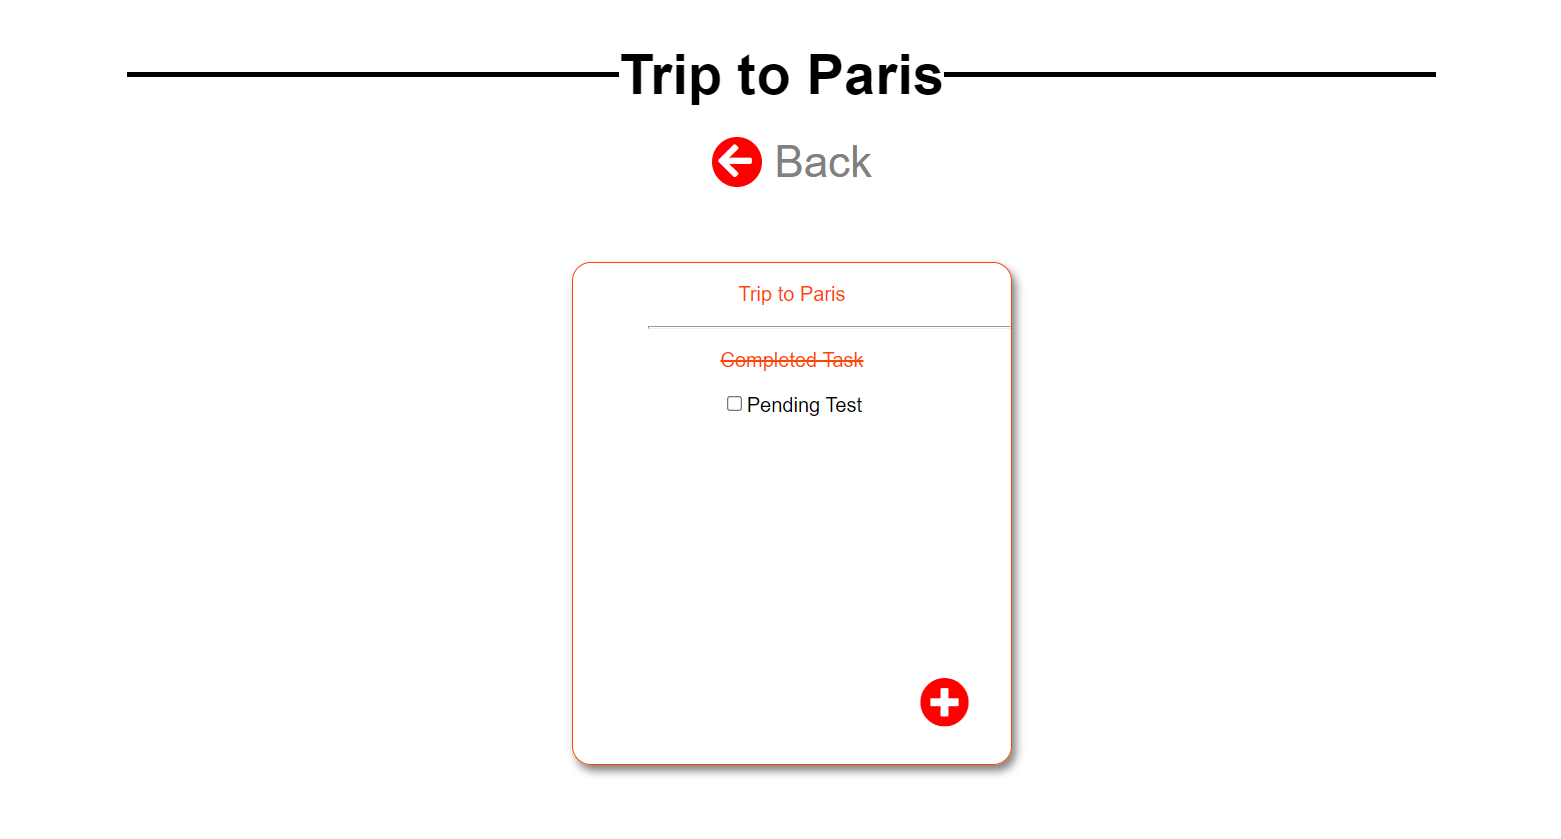 Trip to Paris
Back
Trip to Paris
Completed Task
Pending Test